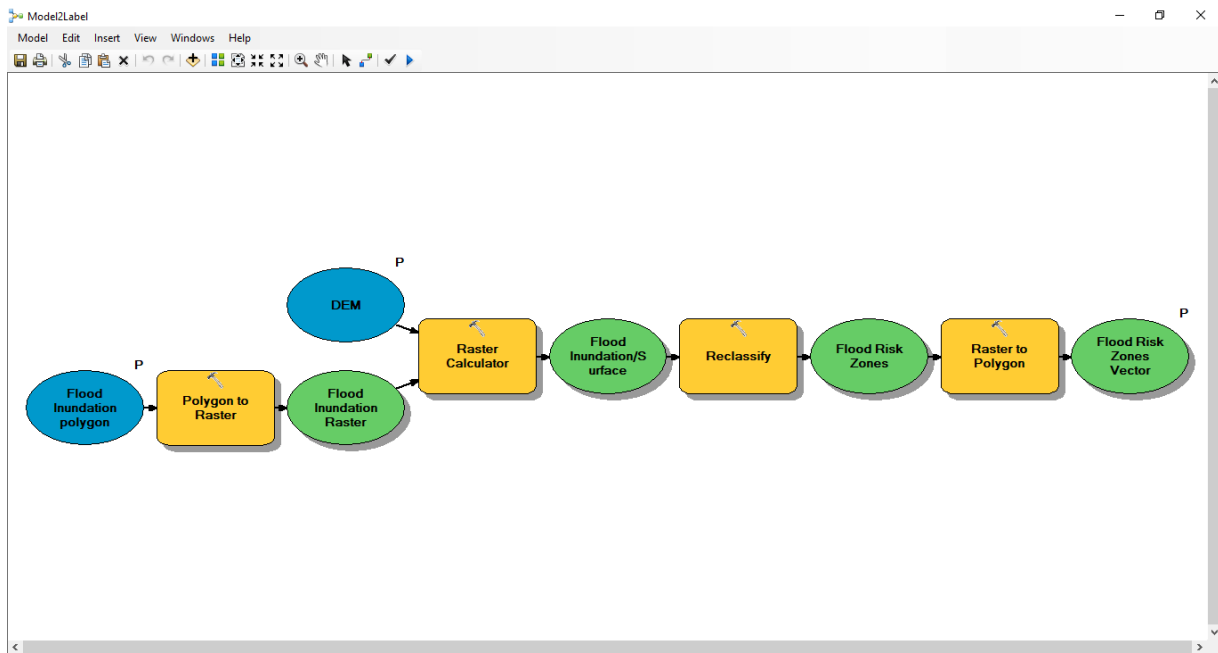 Model2Label
Model Edit Insert View Windows Help
P
DEM
P
Flood
Inundation
polygon
Polygon to
Raster
Flood
Inundation
Raster
Raster
Calculator
Flood
Inundation/S
urface
Reclassify
Flood Risk
Zones
Raster to
Polygon
P
Flood Risk
Zones
Vector